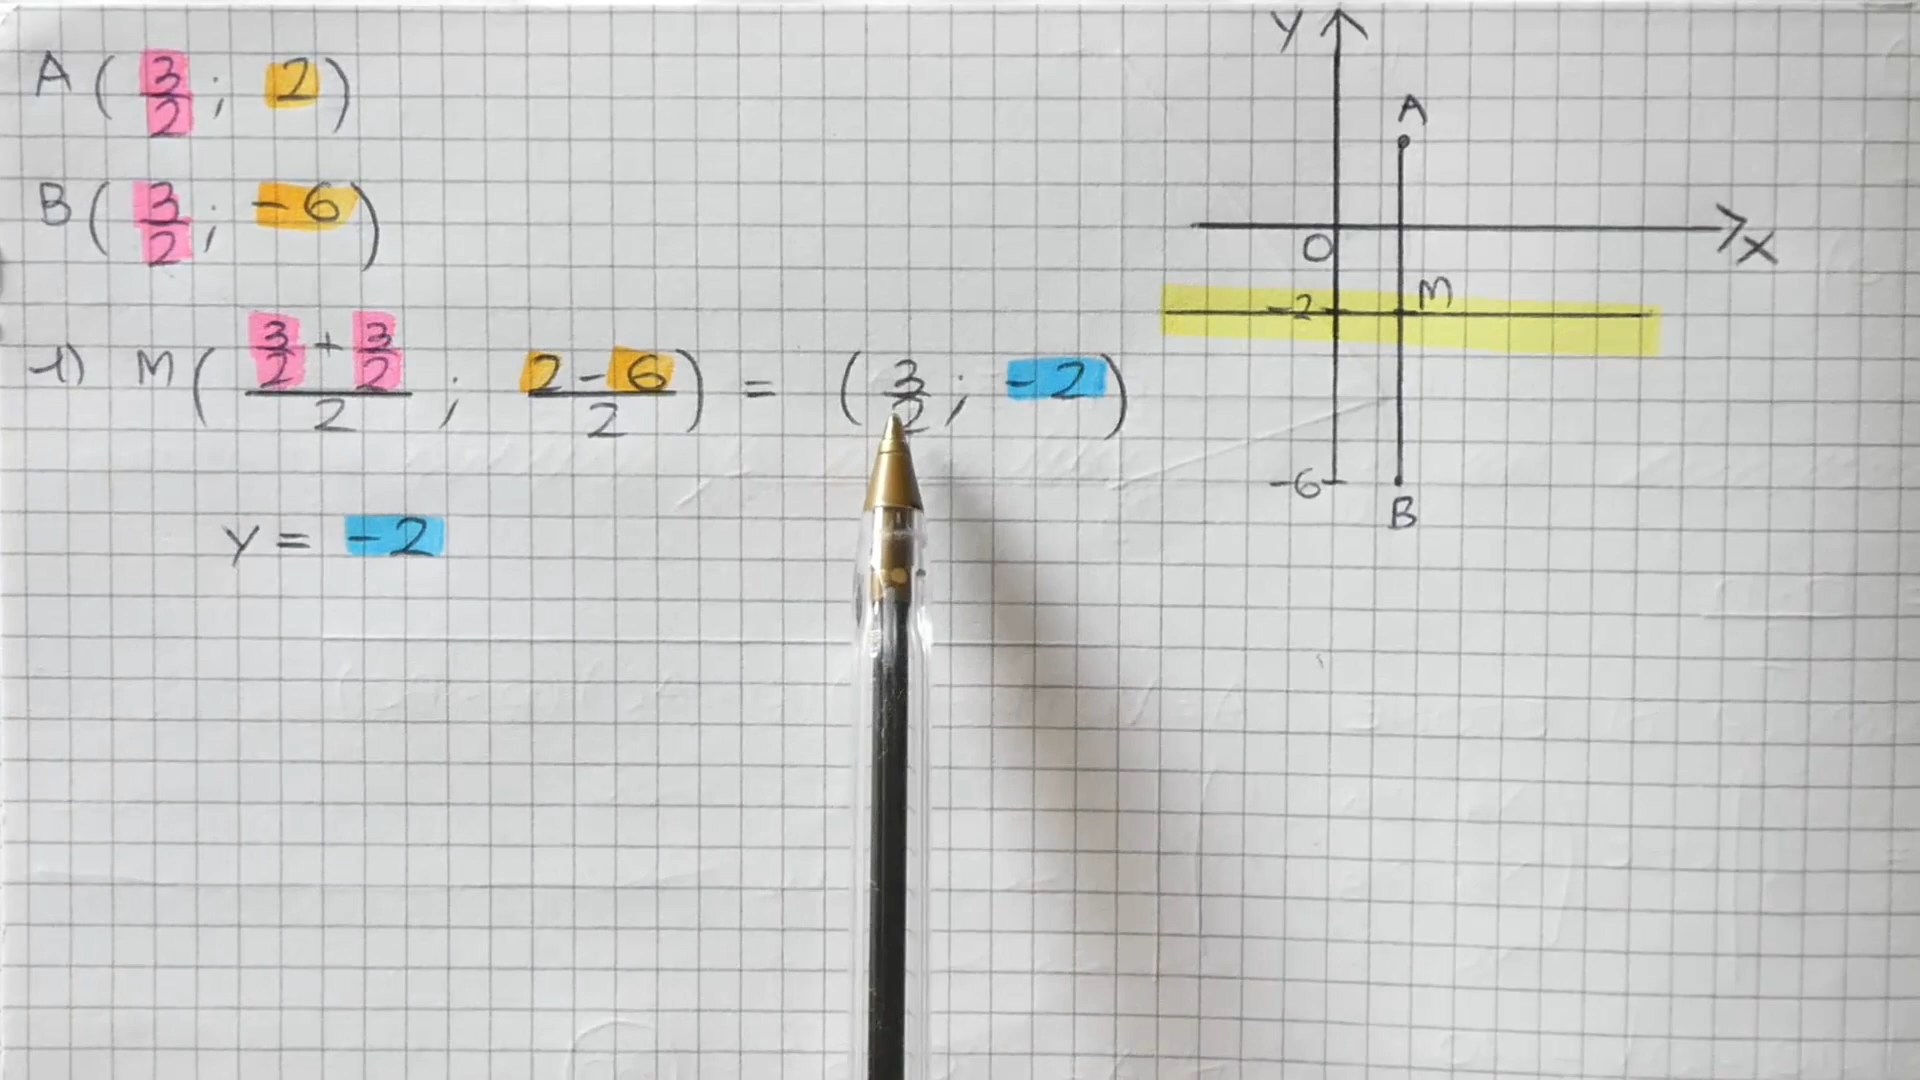 A ( 3/2 ; 2 )
B ( 3/2 ; -6 )
1) M ( (3/2 + 3/2)/2 ; (2-6)/2 ) = ( 3/2 ; -2 )
y = -2
y
A
O
x
M
-2
-6
B